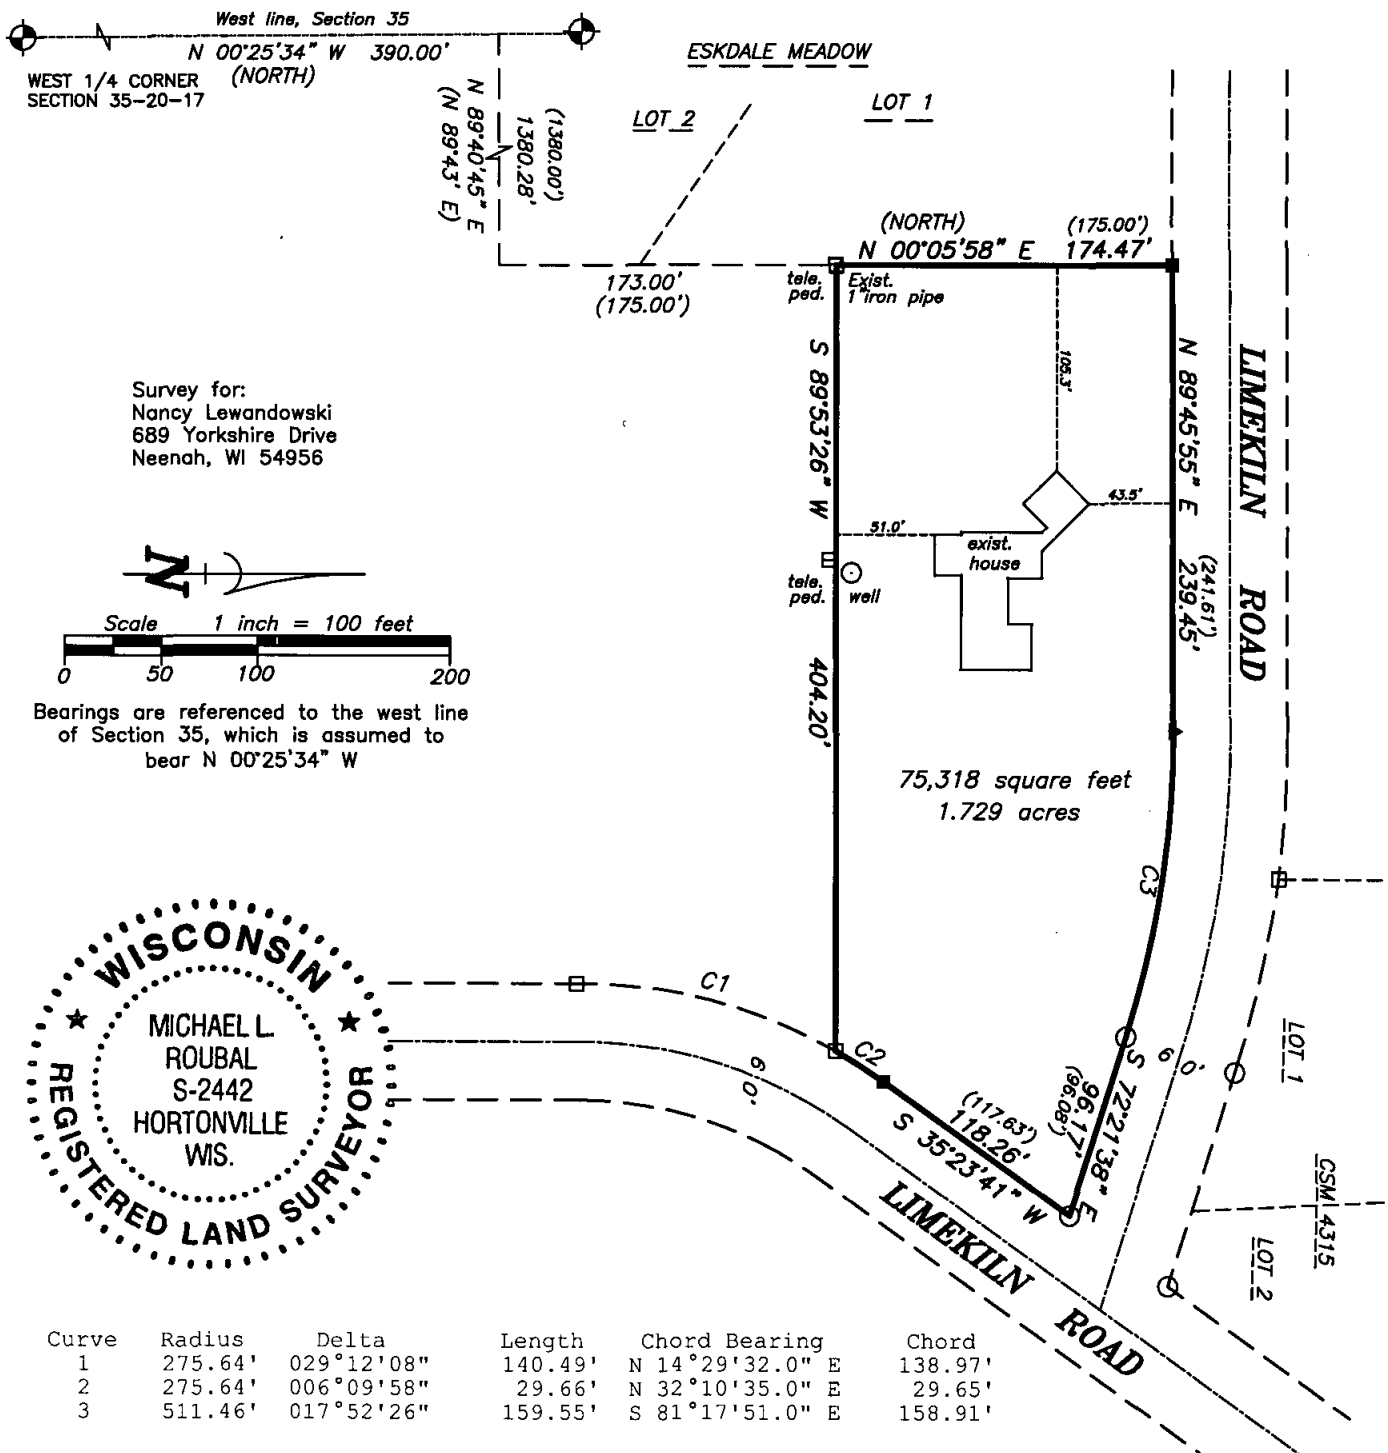 West line, Section 35
N 00°25'34" W 390.00'
(NORTH)
WEST 1/4 CORNER
SECTION 35-20-17
ESKDALE MEADOW
LOT 2
LOT 1
(1380.00')
1380.28'
N 89°40'45" E
(N 89°43' E)
(NORTH)
(175.00')
N 00°05'58" E 174.47'
173.00'
(175.00')
tele.
ped.
Exist.
1" iron pipe
S 89°53'26" W 404.20'
105.3'
N 89°45'55" E 239.45'
(241.61')
LIMEKILN ROAD
Survey for:
Nancy Lewandowski
689 Yorkshire Drive
Neenah, WI 54956
43.5'
51.0'
exist.
house
tele.
ped.
well
N
Scale 1 inch = 100 feet
0 50 100 200
Bearings are referenced to the west line
of Section 35, which is assumed to
bear N 00°25'34" W
75,318 square feet
1.729 acres
C3
WISCONSIN
MICHAEL L.
ROUBAL
S-2442
HORTONVILLE
WIS.
REGISTERED LAND SURVEYOR
C1
C2
60'
60'
LOT 1
(117.63')
118.26'
S 35°23'41" W
S 72°21'38" E
96.17'
(96.08')
CSM 4315
LOT 2
LIMEKILN ROAD
Curve Radius Delta Length Chord Bearing Chord
1 275.64' 029°12'08" 140.49' N 14°29'32.0" E 138.97'
2 275.64' 006°09'58" 29.66' N 32°10'35.0" E 29.65'
3 511.46' 017°52'26" 159.55' S 81°17'51.0" E 158.91'